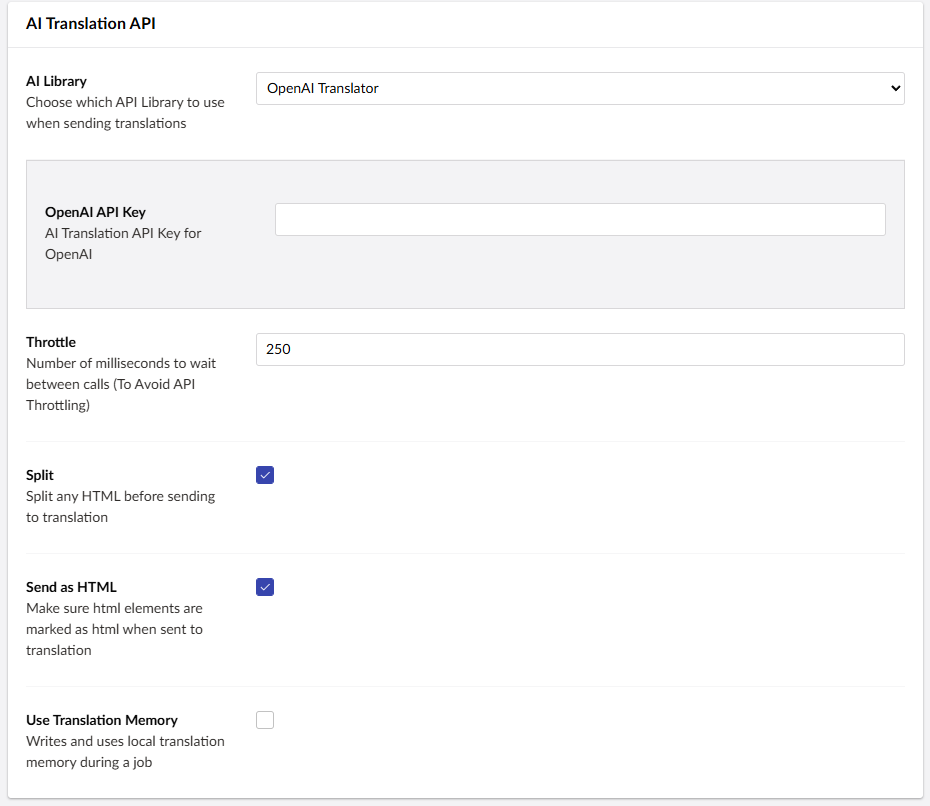 AI Translation API
AI Library
Choose which API Library to use
when sending translations
OpenAI Translator
OpenAI API Key
AI Translation API Key for
OpenAI
Throttle
Number of milliseconds to wait
between calls (To Avoid API
Throttling)
250
Split
Split any HTML before sending
to translation
Send as HTML
Make sure html elements are
marked as html when sent to
translation
Use Translation Memory
Writes and uses local translation
memory during a job